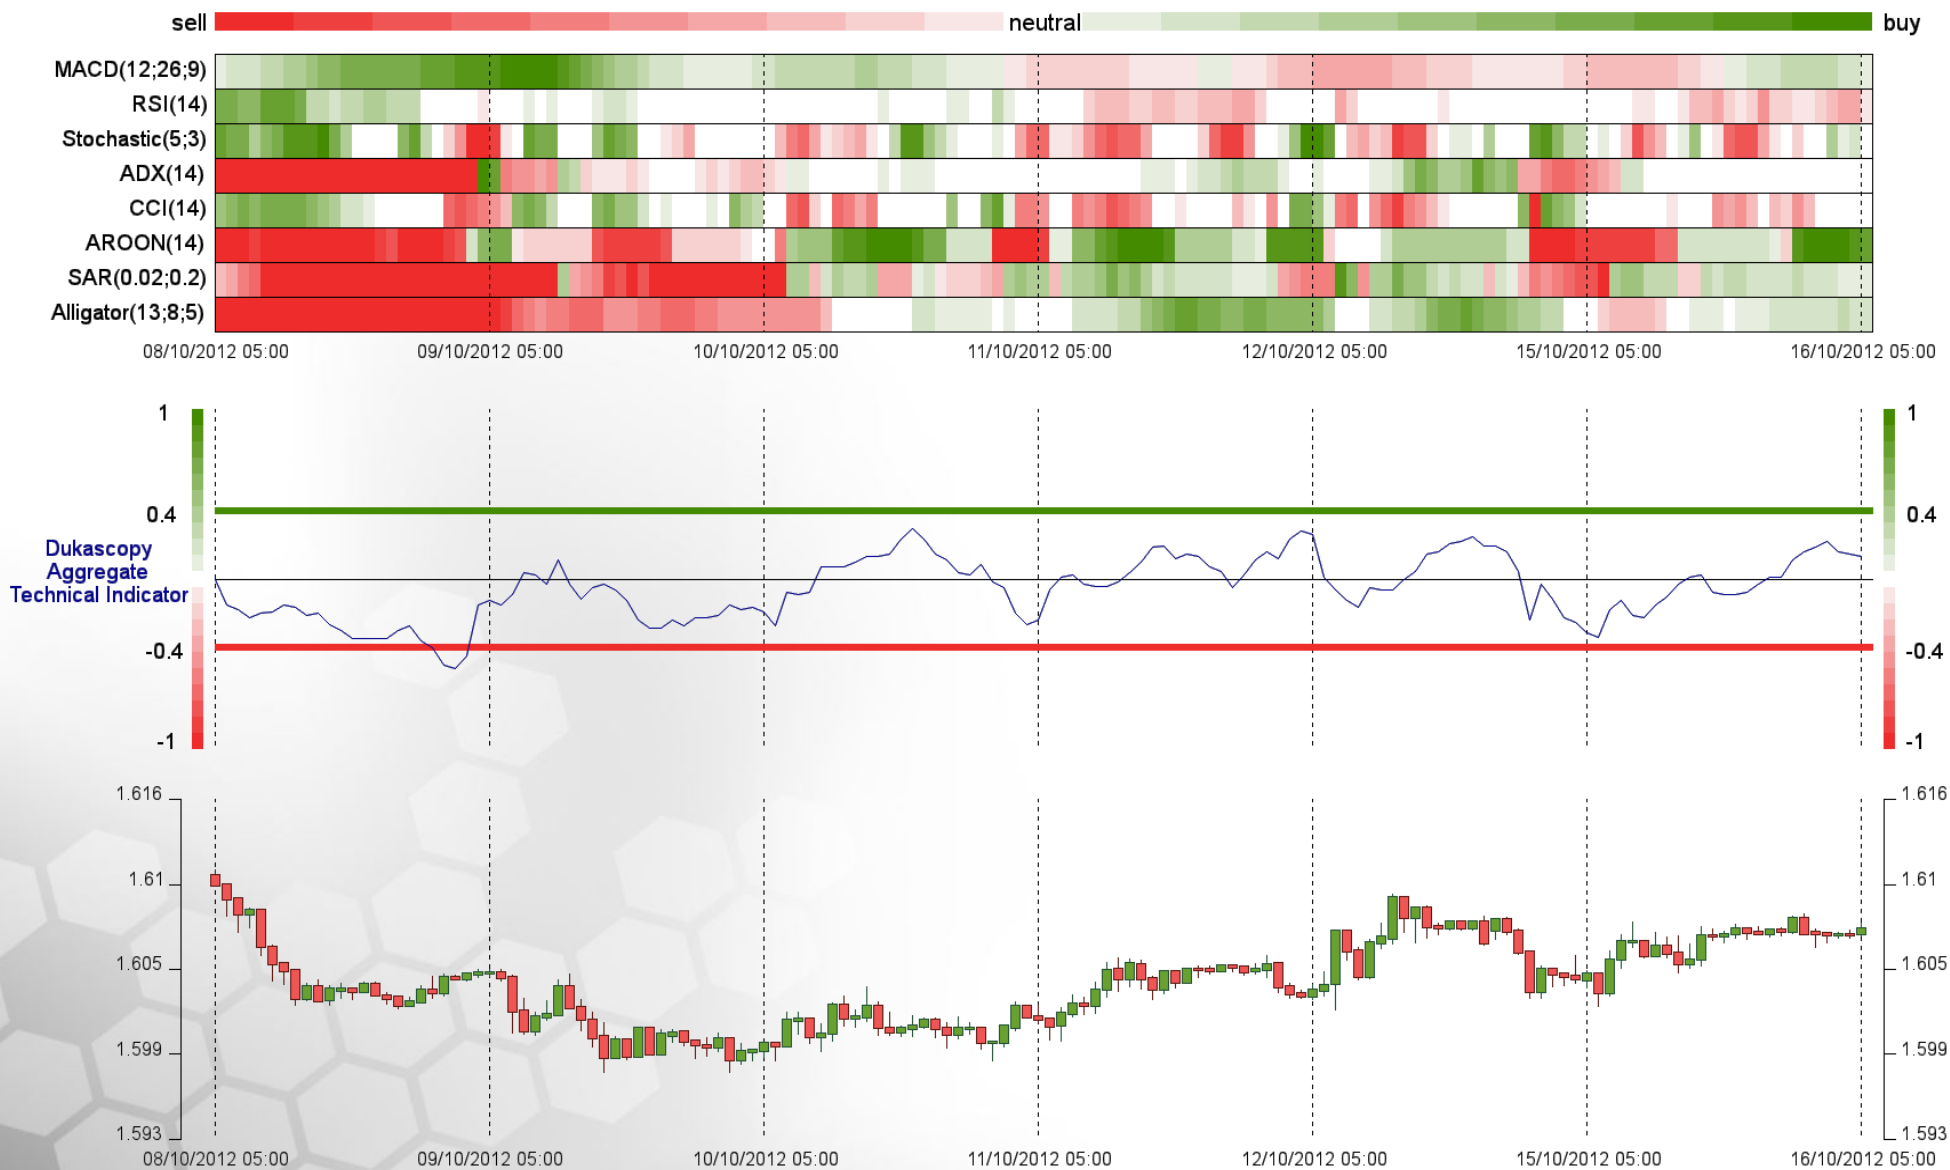 sell neutral buy
MACD(12;26;9)
RSI(14)
Stochastic(5;3)
ADX(14)
CCI(14)
AROON(14)
SAR(0.02;0.2)
Alligator(13;8;5)
08/10/2012 05:00 09/10/2012 05:00 10/10/2012 05:00 11/10/2012 05:00 12/10/2012 05:00 15/10/2012 05:00 16/10/2012 05:00
1 1
0.4 0.4
Dukascopy
Aggregate
Technical Indicator
-0.4 -0.4
-1 -1
1.616 1.616
1.61 1.61
1.605 1.605
1.599 1.599
1.593 1.593
08/10/2012 05:00 09/10/2012 05:00 10/10/2012 05:00 11/10/2012 05:00 12/10/2012 05:00 15/10/2012 05:00 16/10/2012 05:00